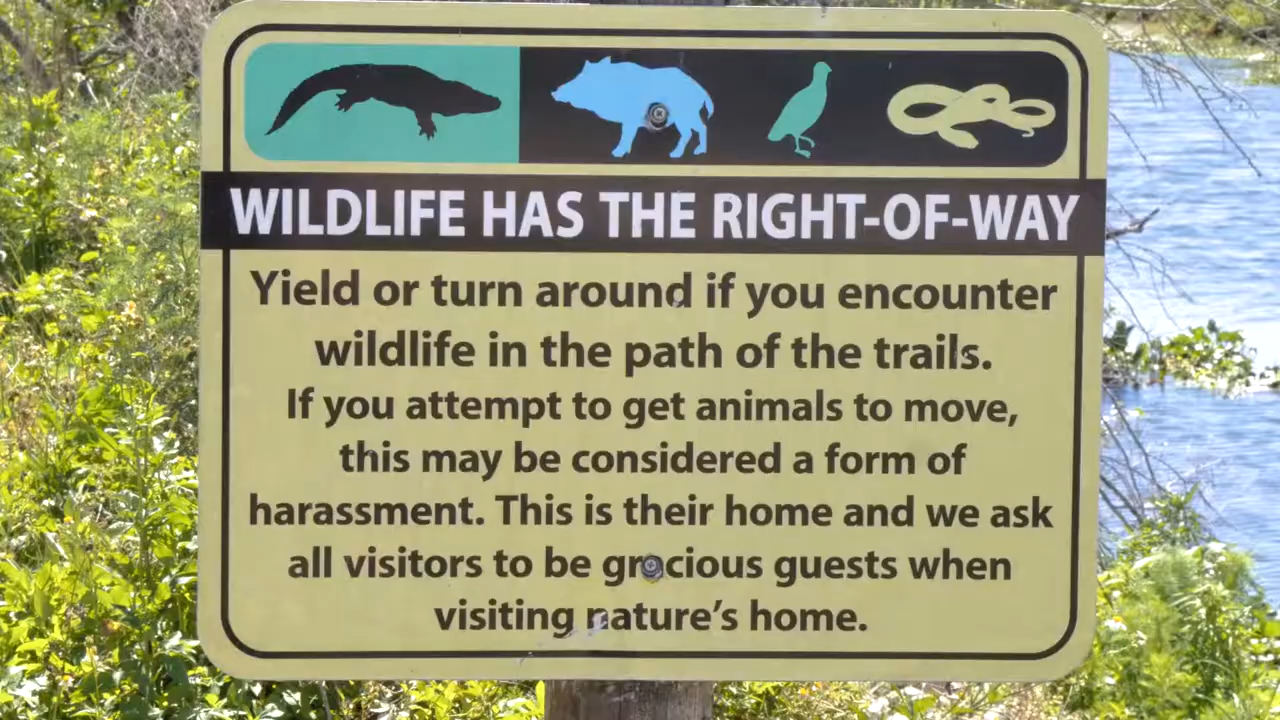 WILDLIFE HAS THE RIGHT-OF-WAY
Yield or turn around if you encounter
wildlife in the path of the trails.
If you attempt to get animals to move,
this may be considered a form of
harassment. This is their home and we ask
all visitors to be gracious guests when
visiting nature's home.